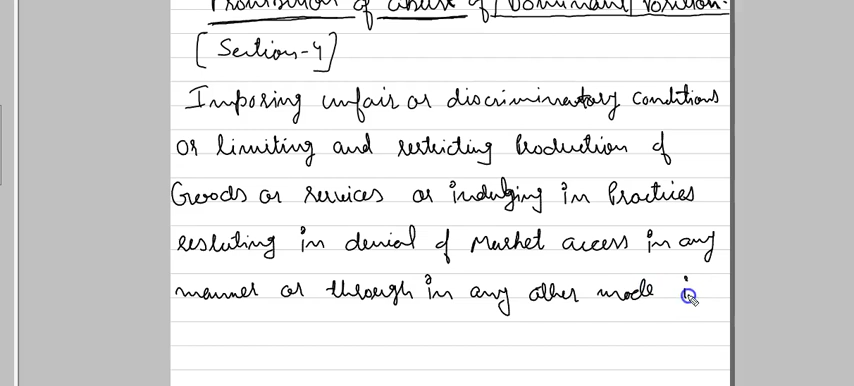 Prohibition of abuse of Dominant Position.
[Section-4]
Imposing unfair or discriminatory conditions
or limiting and restricting Production of
Goods or services or indulging in Practices
resluting in denial of Market access in any
manner or through in any other mode i